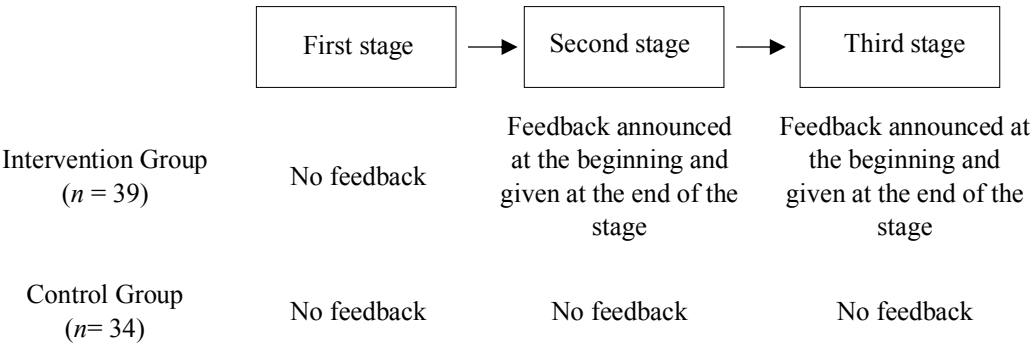 First stage
Second stage
Third stage
Intervention Group
(n = 39)
No feedback
Feedback announced
at the beginning and
given at the end of the
stage
Feedback announced at
the beginning and
given at the end of the
stage
Control Group
(n= 34)
No feedback
No feedback
No feedback